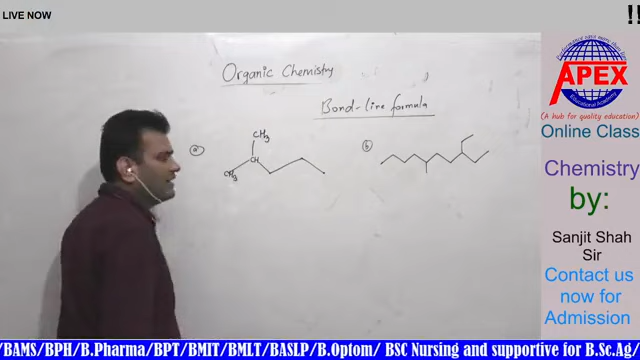 LIVE NOW
!!
Organic Chemistry
Bond-line formula
(a)
CH3
CH
CH3
(b)
APEX
Educational Academy
(A hub for quality education)
Online Class
Chemistry
by:
Sanjit Shah
Sir
Contact us
now for
Admission
/BAMS/BPH/B.Pharma/BPT/BMIT/BMLT/BASLP/B.Optom/ BSC Nursing and supportive for B.Sc.Ag/